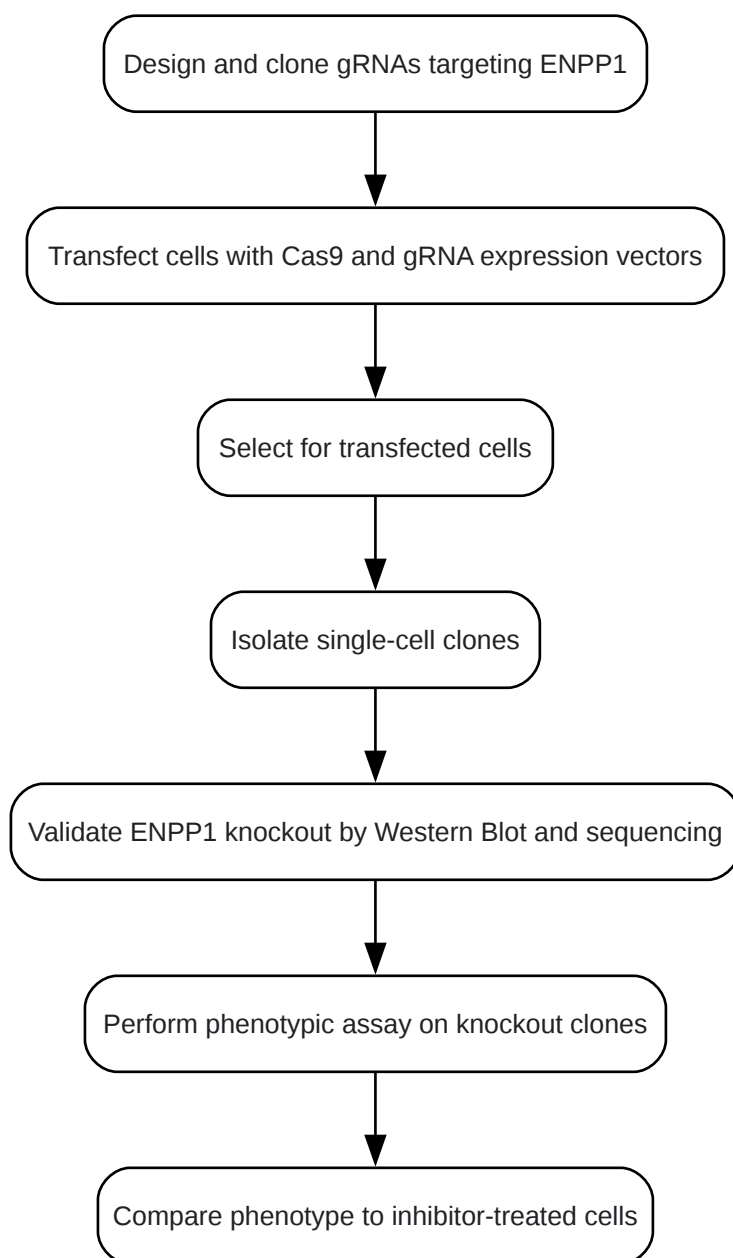 Design and clone gRNAs targeting ENPP1
Transfect cells with Cas9 and gRNA expression vectors
Select for transfected cells
Isolate single-cell clones
Validate ENPP1 knockout by Western Blot and sequencing
Perform phenotypic assay on knockout clones
Compare phenotype to inhibitor-treated cells